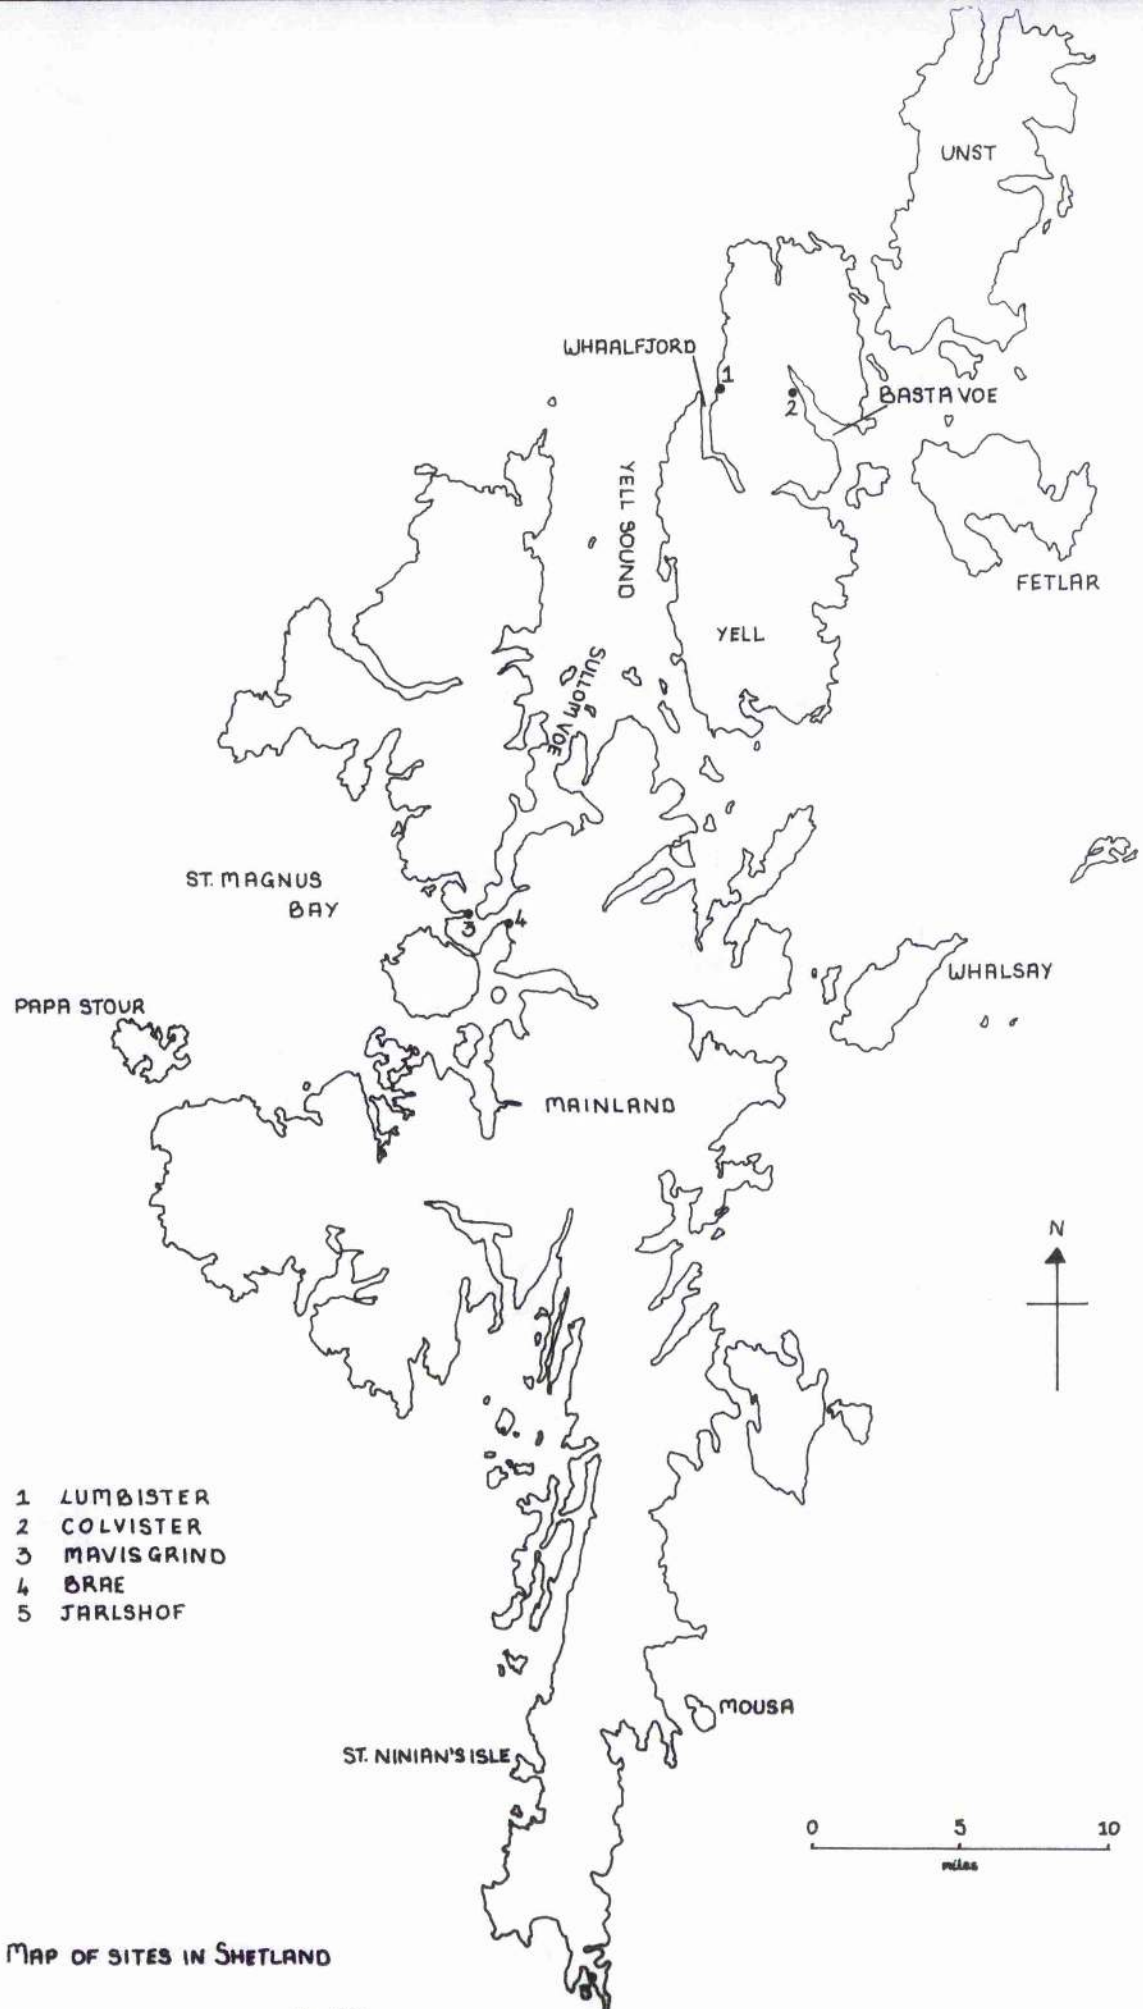 UNST
WHAALFJORD
1
2
BASTA VOE
YELL SOUND
FETLAR
YELL
SULLOM VOE
ST. MAGNUS
BAY
3
4
WHALSAY
PAPA STOUR
MAINLAND
N
1 LUMBISTER
2 COLVISTER
3 MAVIS GRIND
4 BRAE
5 JARLSHOF
MOUSA
ST. NINIAN'S ISLE
0 5 10
miles
5
MAP OF SITES IN SHETLAND